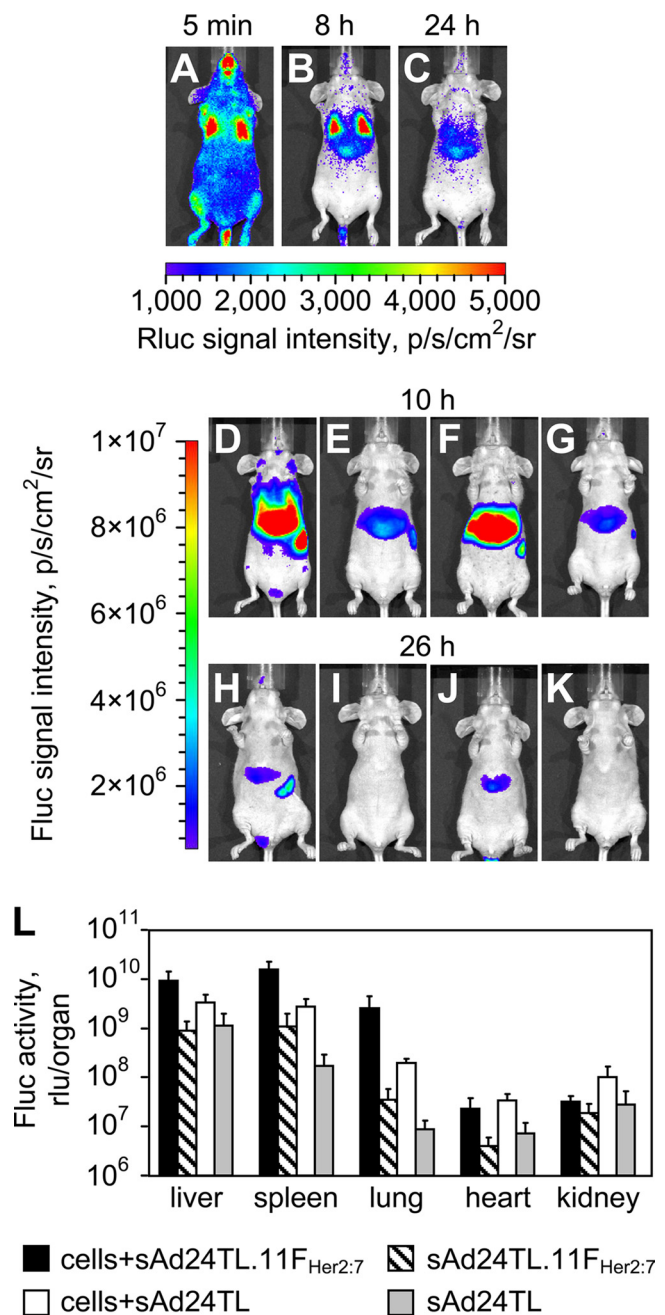 5 min 8 h 24 h
A B C
1,000 2,000 3,000 4,000 5,000
Rluc signal intensity, p/s/cm²/sr
10 h
D E F G
1×10⁷
8×10⁶
6×10⁶
4×10⁶
2×10⁶
Fluc signal intensity, p/s/cm²/sr
26 h
H I J K
L
10¹¹
10¹⁰
10⁹
10⁸
10⁷
10⁶
Fluc activity,
rlu/organ
liver spleen lung heart kidney
cells+sAd24TL.11F_Her2:7 sAd24TL.11F_Her2:7
cells+sAd24TL sAd24TL